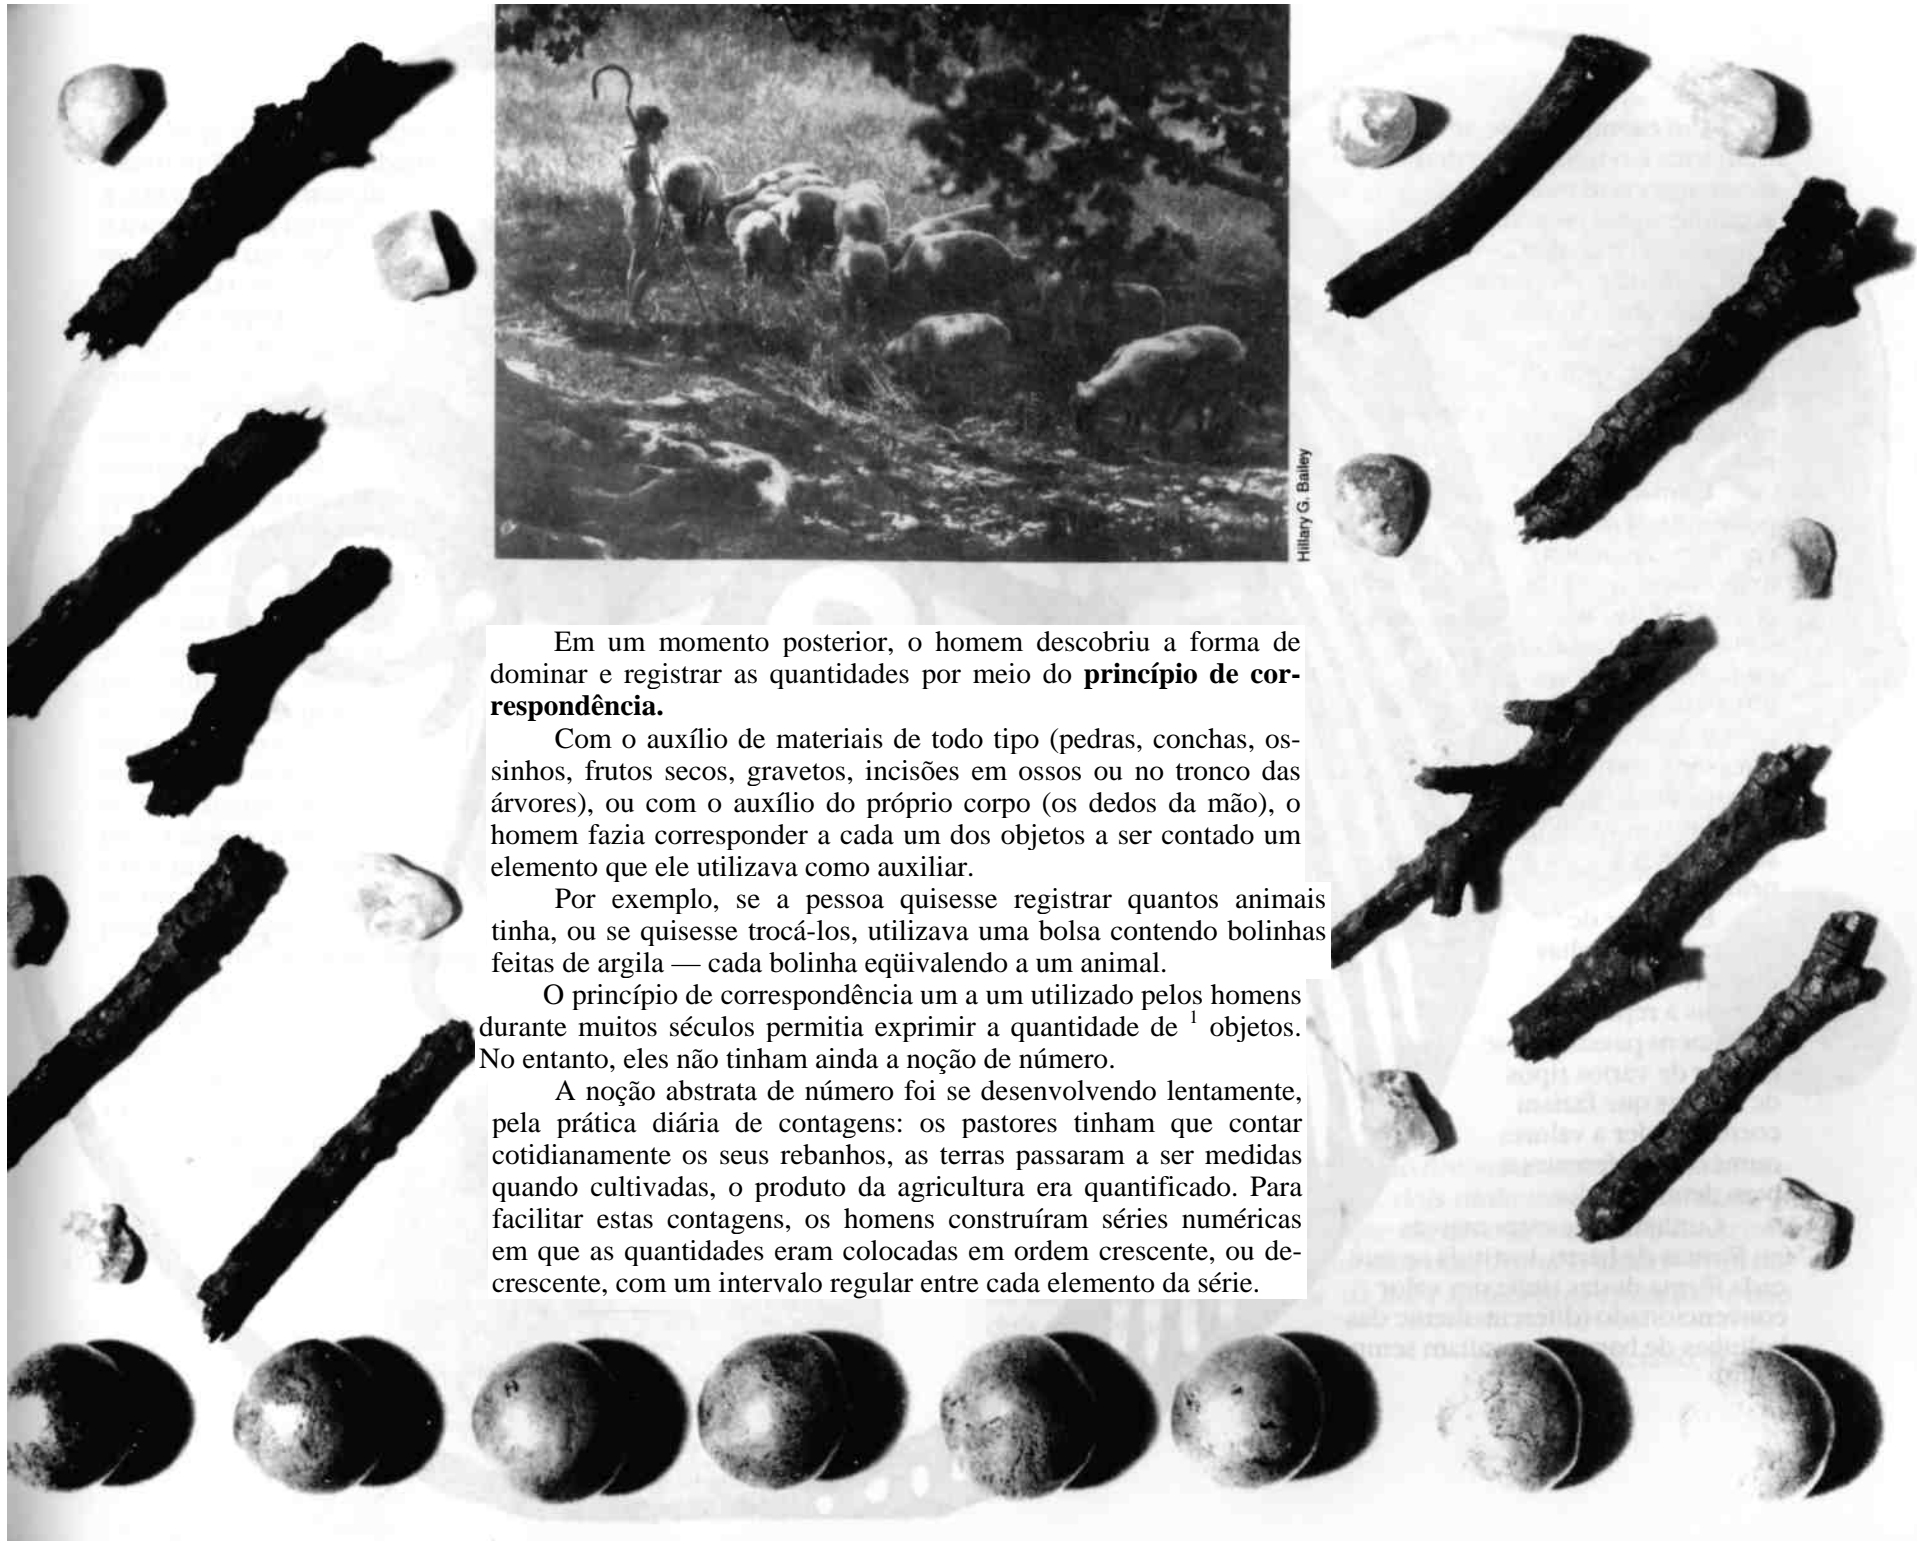 Hillary G. Bailey
Em um momento posterior, o homem descobriu a forma de
dominar e registrar as quantidades por meio do princípio de cor-
respondência.
Com o auxílio de materiais de todo tipo (pedras, conchas, os-
sinhos, frutos secos, gravetos, incisões em ossos ou no tronco das
árvores), ou com o auxílio do próprio corpo (os dedos da mão), o
homem fazia corresponder a cada um dos objetos a ser contado um
elemento que ele utilizava como auxiliar.
Por exemplo, se a pessoa quisesse registrar quantos animais
tinha, ou se quisesse trocá-los, utilizava uma bolsa contendo bolinhas
feitas de argila — cada bolinha eqüivalendo a um animal.
O princípio de correspondência um a um utilizado pelos homens
durante muitos séculos permitia exprimir a quantidade de ¹ objetos.
No entanto, eles não tinham ainda a noção de número.
A noção abstrata de número foi se desenvolvendo lentamente,
pela prática diária de contagens: os pastores tinham que contar
cotidianamente os seus rebanhos, as terras passaram a ser medidas
quando cultivadas, o produto da agricultura era quantificado. Para
facilitar estas contagens, os homens construíram séries numéricas
em que as quantidades eram colocadas em ordem crescente, ou de-
crescente, com um intervalo regular entre cada elemento da série.